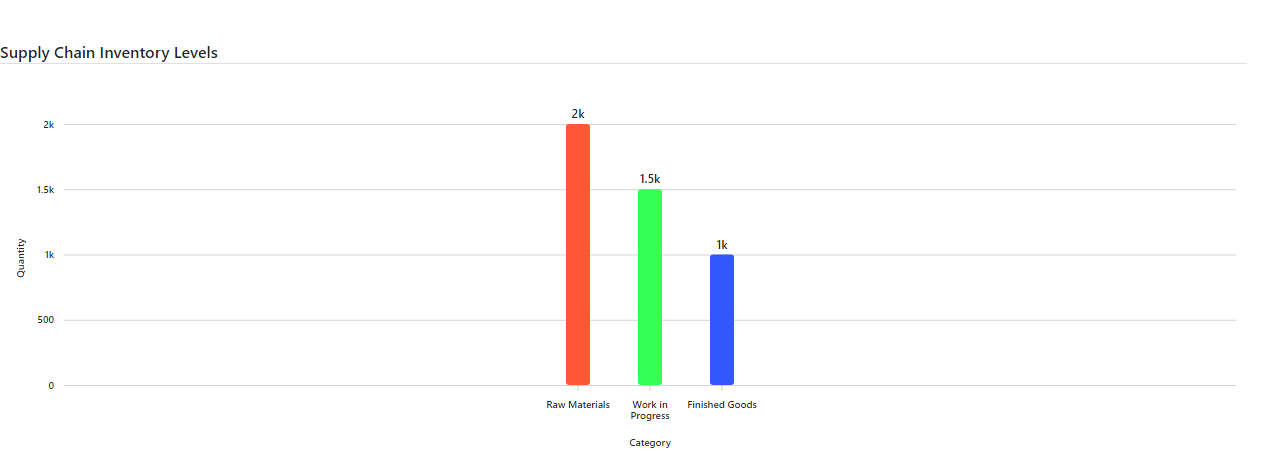 Supply Chain Inventory Levels
2k
1.5k
1k
2k
1.5k
1k
500
0
Quantity
Raw Materials
Work in
Progress
Finished Goods
Category